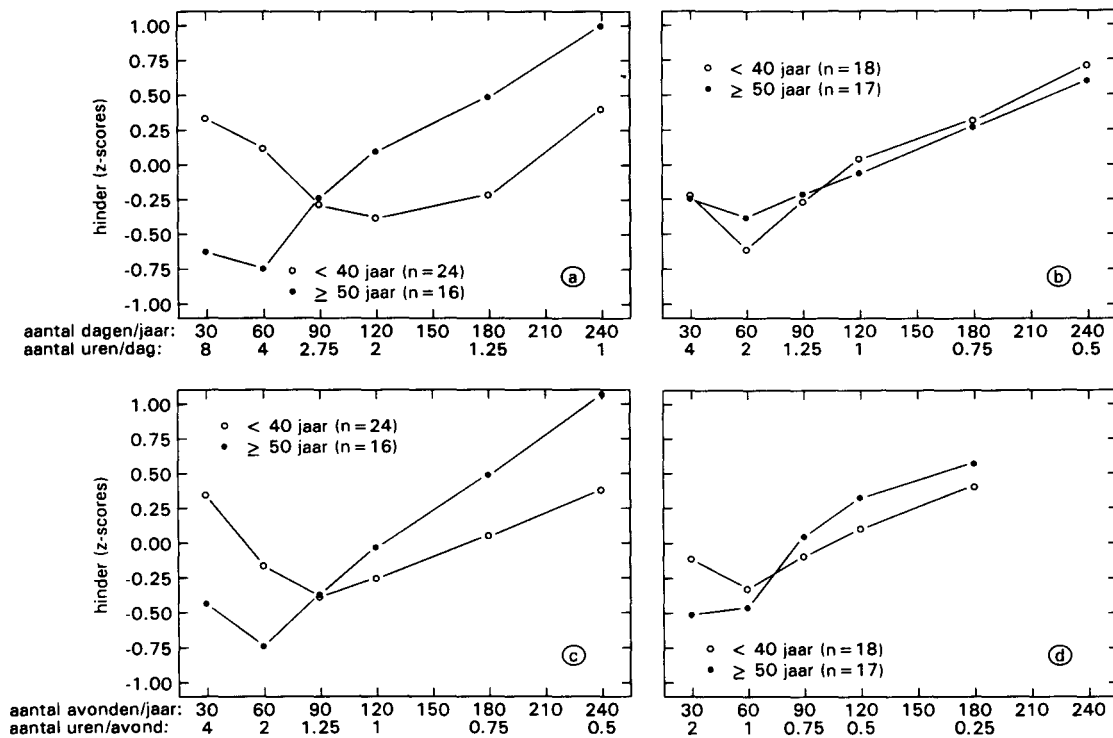 1.00
0.75
0.50
0.25
0.00
-0.25
-0.50
-0.75
-1.00
hinder (z-scores)
< 40 jaar (n=24)
≥ 50 jaar (n=16)
a
< 40 jaar (n=18)
≥ 50 jaar (n=17)
b
aantal dagen/jaar: 30 60 90 120 150 180 210 240 30 60 90 120 150 180 210 240
aantal uren/dag: 8 4 2.75 2 1.25 1 4 2 1.25 1 0.75 0.5
1.00
0.75
0.50
0.25
0.00
-0.25
-0.50
-0.75
-1.00
hinder (z-scores)
< 40 jaar (n=24)
≥ 50 jaar (n=16)
c
< 40 jaar (n=18)
≥ 50 jaar (n=17)
d
aantal avonden/jaar: 30 60 90 120 150 180 210 240 30 60 90 120 150 180 210 240
aantal uren/avond: 4 2 1.25 1 0.75 0.5 2 1 0.75 0.5 0.25